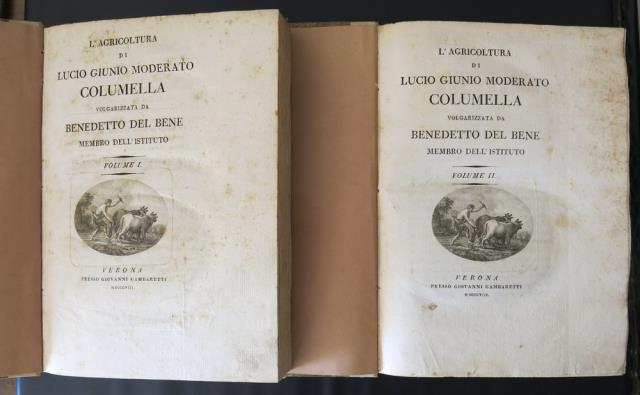 L'AGRICOLTURA
DI
LUCIO GIUNIO MODERATO
COLUMELLA
VOLGARIZZATA DA
BENEDETTO DEL BENE
MEMBRO DELL'ISTITUTO
VOLUME I.
VERONA
PRESSO GIOVANNI GAMBARETTI
MDCCCVIII.
L'AGRICOLTURA
DI
LUCIO GIUNIO MODERATO
COLUMELLA
VOLGARIZZATA DA
BENEDETTO DEL BENE
MEMBRO DELL'ISTITUTO
VOLUME II.
VERONA
PRESSO GIOVANNI GAMBARETTI